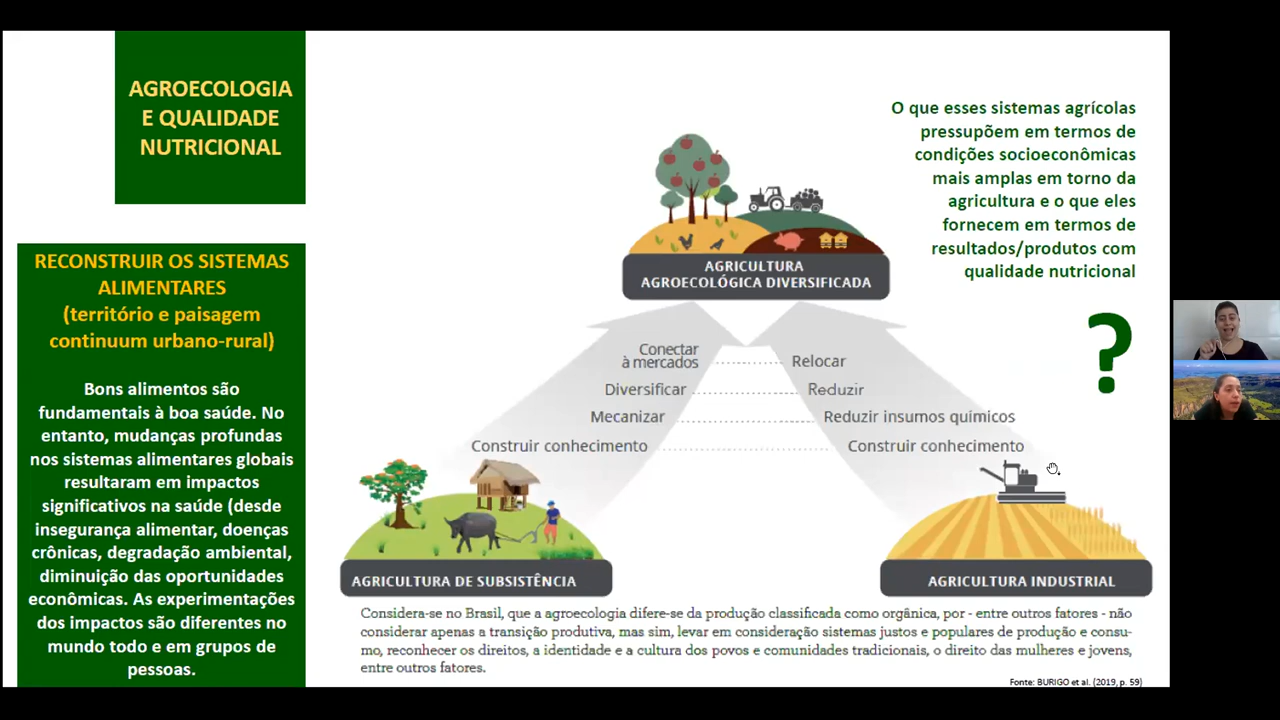 AGROECOLOGIA
E QUALIDADE
NUTRICIONAL
RECONSTRUIR OS SISTEMAS
ALIMENTARES
(território e paisagem
continuum urbano-rural)
Bons alimentos são
fundamentais à boa saúde. No
entanto, mudanças profundas
nos sistemas alimentares globais
resultaram em impactos
significativos na saúde (desde
insegurança alimentar, doenças
crônicas, degradação ambiental,
diminuição das oportunidades
econômicas. As experimentações
dos impactos são diferentes no
mundo todo e em grupos de
pessoas.
O que esses sistemas agrícolas
pressupõem em termos de
condições socioeconômicas
mais amplas em torno da
agricultura e o que eles
fornecem em termos de
resultados/produtos com
qualidade nutricional
?
AGRICULTURA
AGROECOLÓGICA DIVERSIFICADA
Conectar
à mercados
Relocar
Diversificar
Reduzir
Mecanizar
Reduzir insumos químicos
Construir conhecimento
Construir conhecimento
AGRICULTURA DE SUBSISTÊNCIA
AGRICULTURA INDUSTRIAL
Considera-se no Brasil, que a agroecologia difere-se da produção classificada como orgânica, por - entre outros fatores - não
considerar apenas a transição produtiva, mas sim, levar em consideração sistemas justos e populares de produção e consu-
mo, reconhecer os direitos, a identidade e a cultura dos povos e comunidades tradicionais, o direito das mulheres e jovens,
entre outros fatores.
Fonte: BURIGO et al. (2019, p. 59)